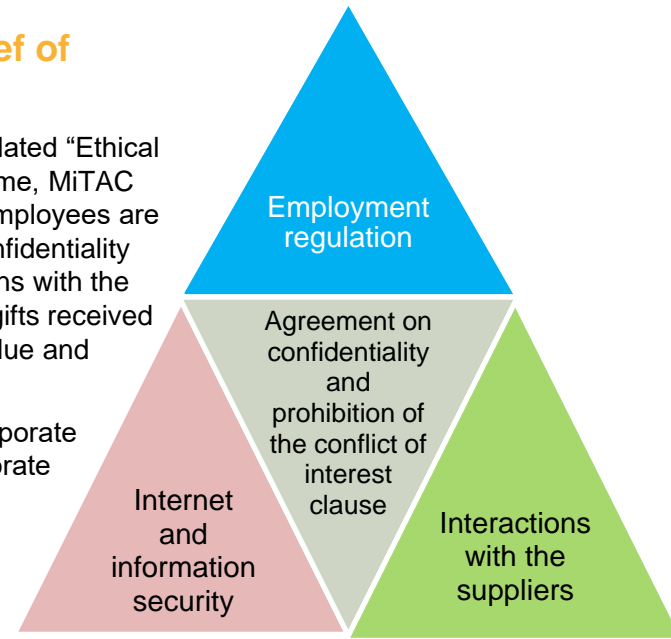 ef of
lated “Ethical
me, MiTAC
mployees are
nfidentiality
ns with the
gifts received
lue and
porate
orate
Employment
regulation
Agreement on
confidentiality
and
prohibition of
the conflict of
interest
clause
Internet
and
information
security
Interactions
with the
suppliers